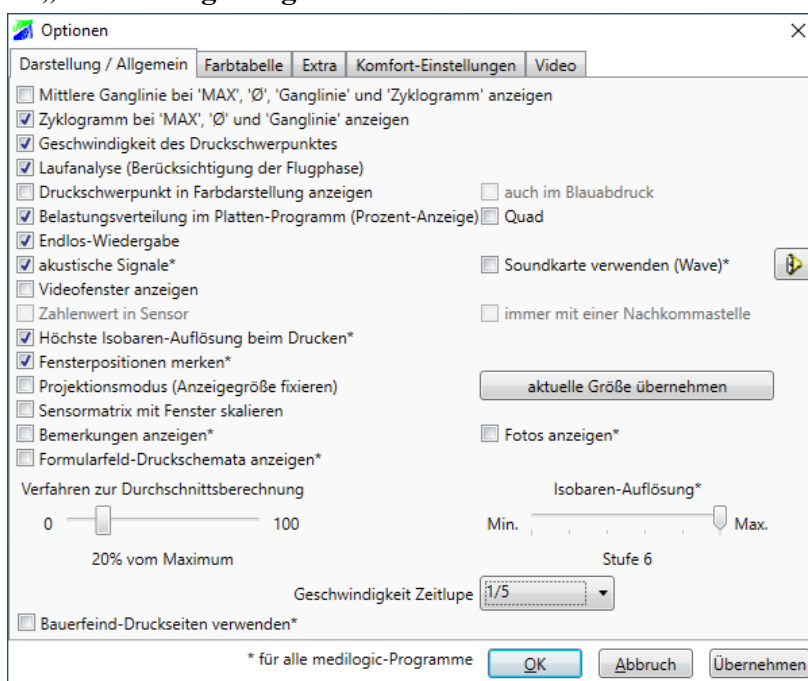 Optionen
Darstellung / Allgemein Farbtabelle Extra Komfort-Einstellungen Video
Mittlere Ganglinie bei 'MAX', 'Ø', 'Ganglinie' und 'Zyklogramm' anzeigen
Zyklogramm bei 'MAX', 'Ø' und 'Ganglinie' anzeigen
Geschwindigkeit des Druckschwerpunktes
Laufanalyse (Berücksichtigung der Flugphase)
Druckschwerpunkt in Farbdarstellung anzeigen auch im Blauabdruck
Belastungsverteilung im Platten-Programm (Prozent-Anzeige) Quad
Endlos-Wiedergabe
akustische Signale* Soundkarte verwenden (Wave)*
Videofenster anzeigen
Zahlenwert in Sensor immer mit einer Nachkommastelle
Höchste Isobaren-Auflösung beim Drucken*
Fensterpositionen merken*
Projektionsmodus (Anzeigegröße fixieren) aktuelle Größe übernehmen
Sensormatrix mit Fenster skalieren
Bemerkungen anzeigen* Fotos anzeigen*
Formularfeld-Druckschemata anzeigen*
Verfahren zur Durchschnittsberechnung Isobaren-Auflösung*
0 100 Min. Max.
20% vom Maximum Stufe 6
Geschwindigkeit Zeitlupe 1/5
Bauerfeind-Druckseiten verwenden*
* für alle medilogic-Programme OK Abbruch Übernehmen